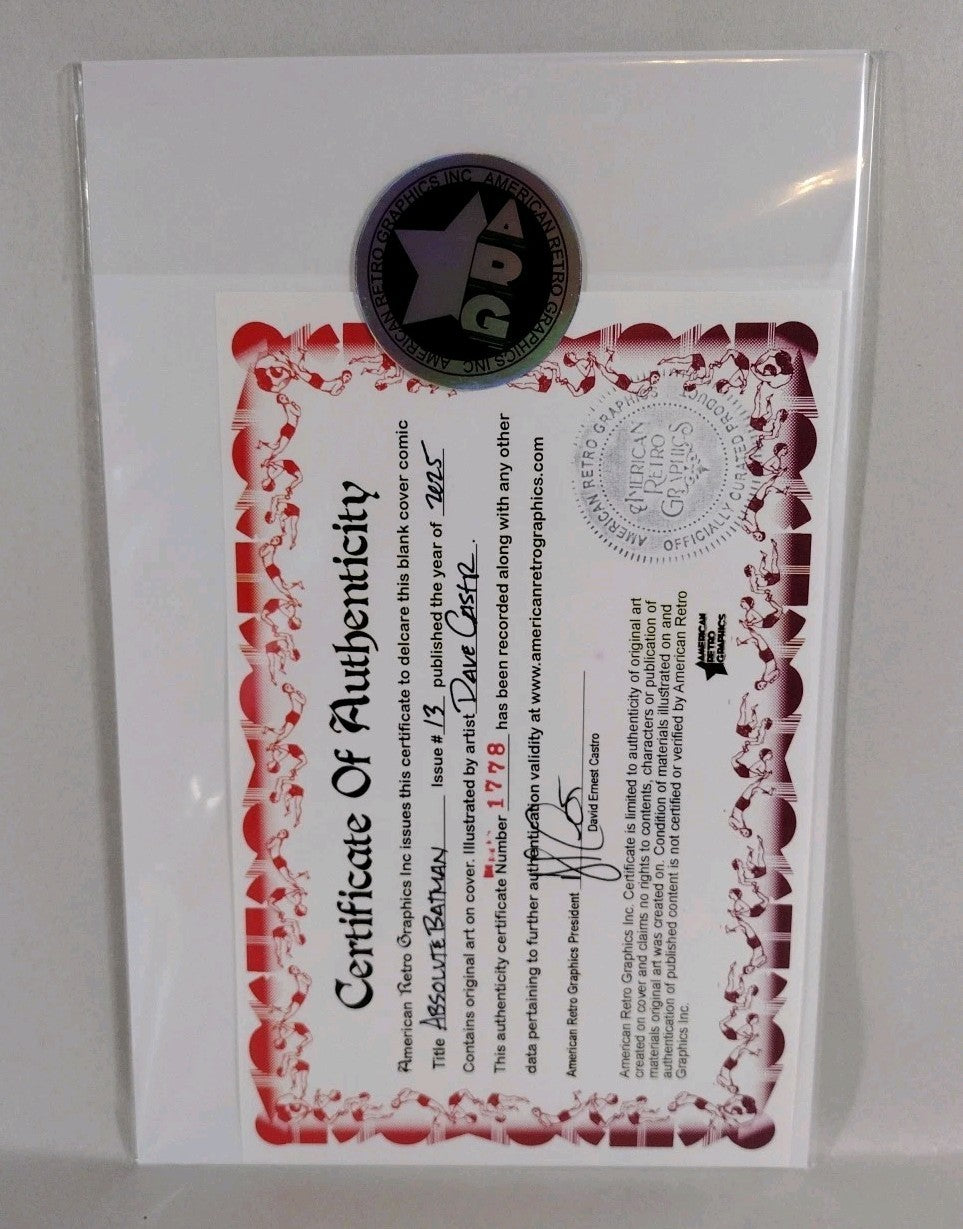 AMERICAN RETRO GRAPHICS INC AMERICAN RETRO GRAPHICS INC
Certificate Of Authenticity
American Retro Graphics Inc issues this certificate to delcare this blank cover comic
Title ABSOLUTE BATMAN Issue # 13 published the year of 2025
Contains original art on cover. Illustrated by artist DAVE CASTR.
This authenticity certificate Number 1778 has been recorded along with any other
data pertaining to further authentication validity at www.americanretrographics.com
American Retro Graphics President
David Ernest Castro
American Retro Graphics Inc. Certificate is limited to authenticity of original art
created on cover and claims no rights to contents, characters or publication of
materials original art was created on. Condition of materials illustrated on and
authentication of published content is not certified or verified by American Retro
Graphics Inc.
AMERICAN
RETRO
GRAPHICS
AMERICAN RETRO GRAPHICS
OFFICIALLY CURATED PRODUCT
AMERICAN
RETRO
GRAPHICS